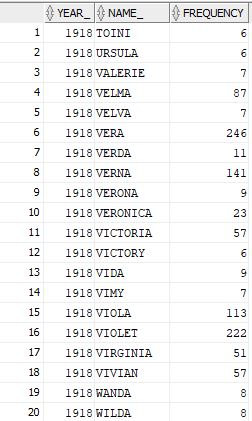 YEAR_ NAME_ FREQUENCY
1 1918 TOINI 6
2 1918 URSULA 6
3 1918 VALERIE 7
4 1918 VELMA 87
5 1918 VELVA 7
6 1918 VERA 246
7 1918 VERDA 11
8 1918 VERNA 141
9 1918 VERONA 9
10 1918 VERONICA 23
11 1918 VICTORIA 57
12 1918 VICTORY 6
13 1918 VIDA 9
14 1918 VIMY 7
15 1918 VIOLA 113
16 1918 VIOLET 222
17 1918 VIRGINIA 51
18 1918 VIVIAN 57
19 1918 WANDA 8
20 1918 WILDA 8